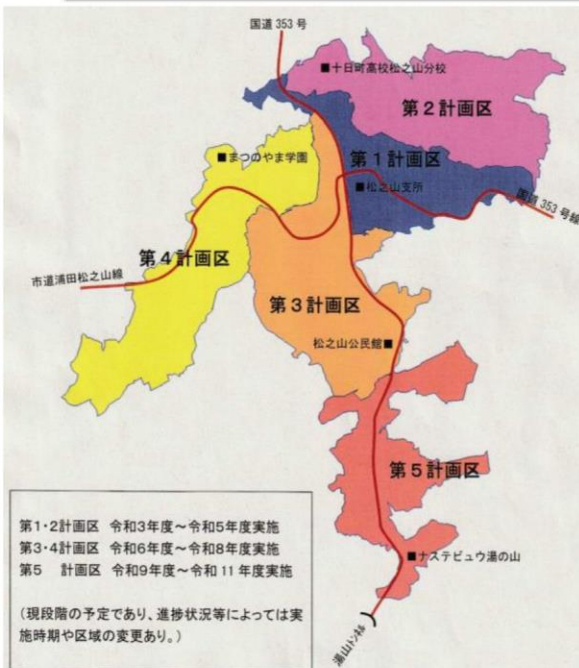 国道 353 号
■十日町高校松之山分校
第2計画区
第1計画区
■まつのやま学園
■松之山支所
国道 353 号線
第4計画区
市道浦田松之山線
第3計画区
松之山公民館■
第5計画区
■ナステビュウ湯の山
湯山トンネル
第1・2計画区 令和3年度～令和5年度実施
第3・4計画区 令和6年度～令和8年度実施
第5 計画区 令和9年度～令和 11 年度実施
(現段階の予定であり、進捗状況等によっては実
施時期や区域の変更あり。)